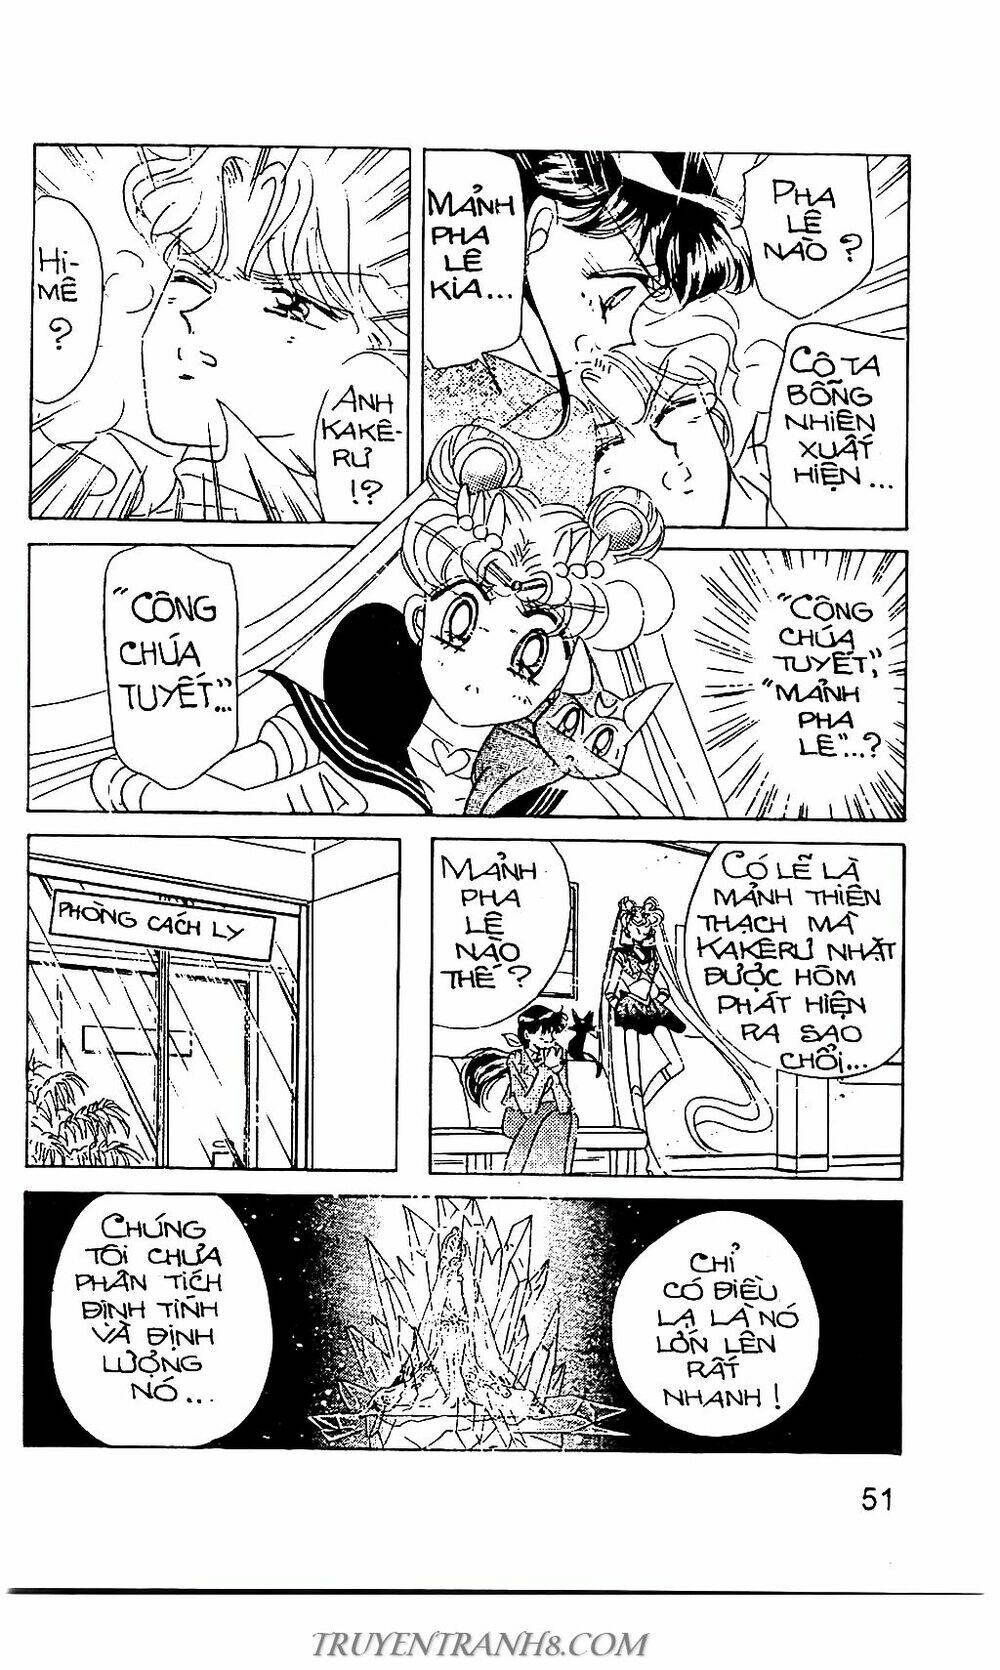 PHA
LÊ
NÀO ?
CÔ TA
BỖNG
NHIÊN
XUẤT
HIỆN...
MẢNH
PHA
LÊ
KIA...
ANH
KAKÊ-
RƯ
!?
HI-
MÊ
?
"CÔNG
CHÚA
TUYẾT,"
"MẢNH
PHA
LÊ"...?
"CÔNG
CHÚA
TUYẾT"...
PHÒNG CÁCH LY
CÓ LẼ LÀ
MẢNH THIÊN
THẠCH MÀ
KAKÊRƯ NHẶT
ĐƯỢC HÔM
PHÁT HIỆN
RA SAO
CHỔI...
MẢNH
PHA
LÊ
NÀO
THẾ ?
CHỈ
CÓ ĐIỀU
LẠ LÀ NÓ
LỚN LÊN
RẤT
NHANH !
CHÚNG
TÔI CHƯA
PHÂN TÍCH
ĐỊNH TÍNH
VÀ ĐỊNH
LƯỢNG
NÓ...
51
TRUYENTRANH8.COM